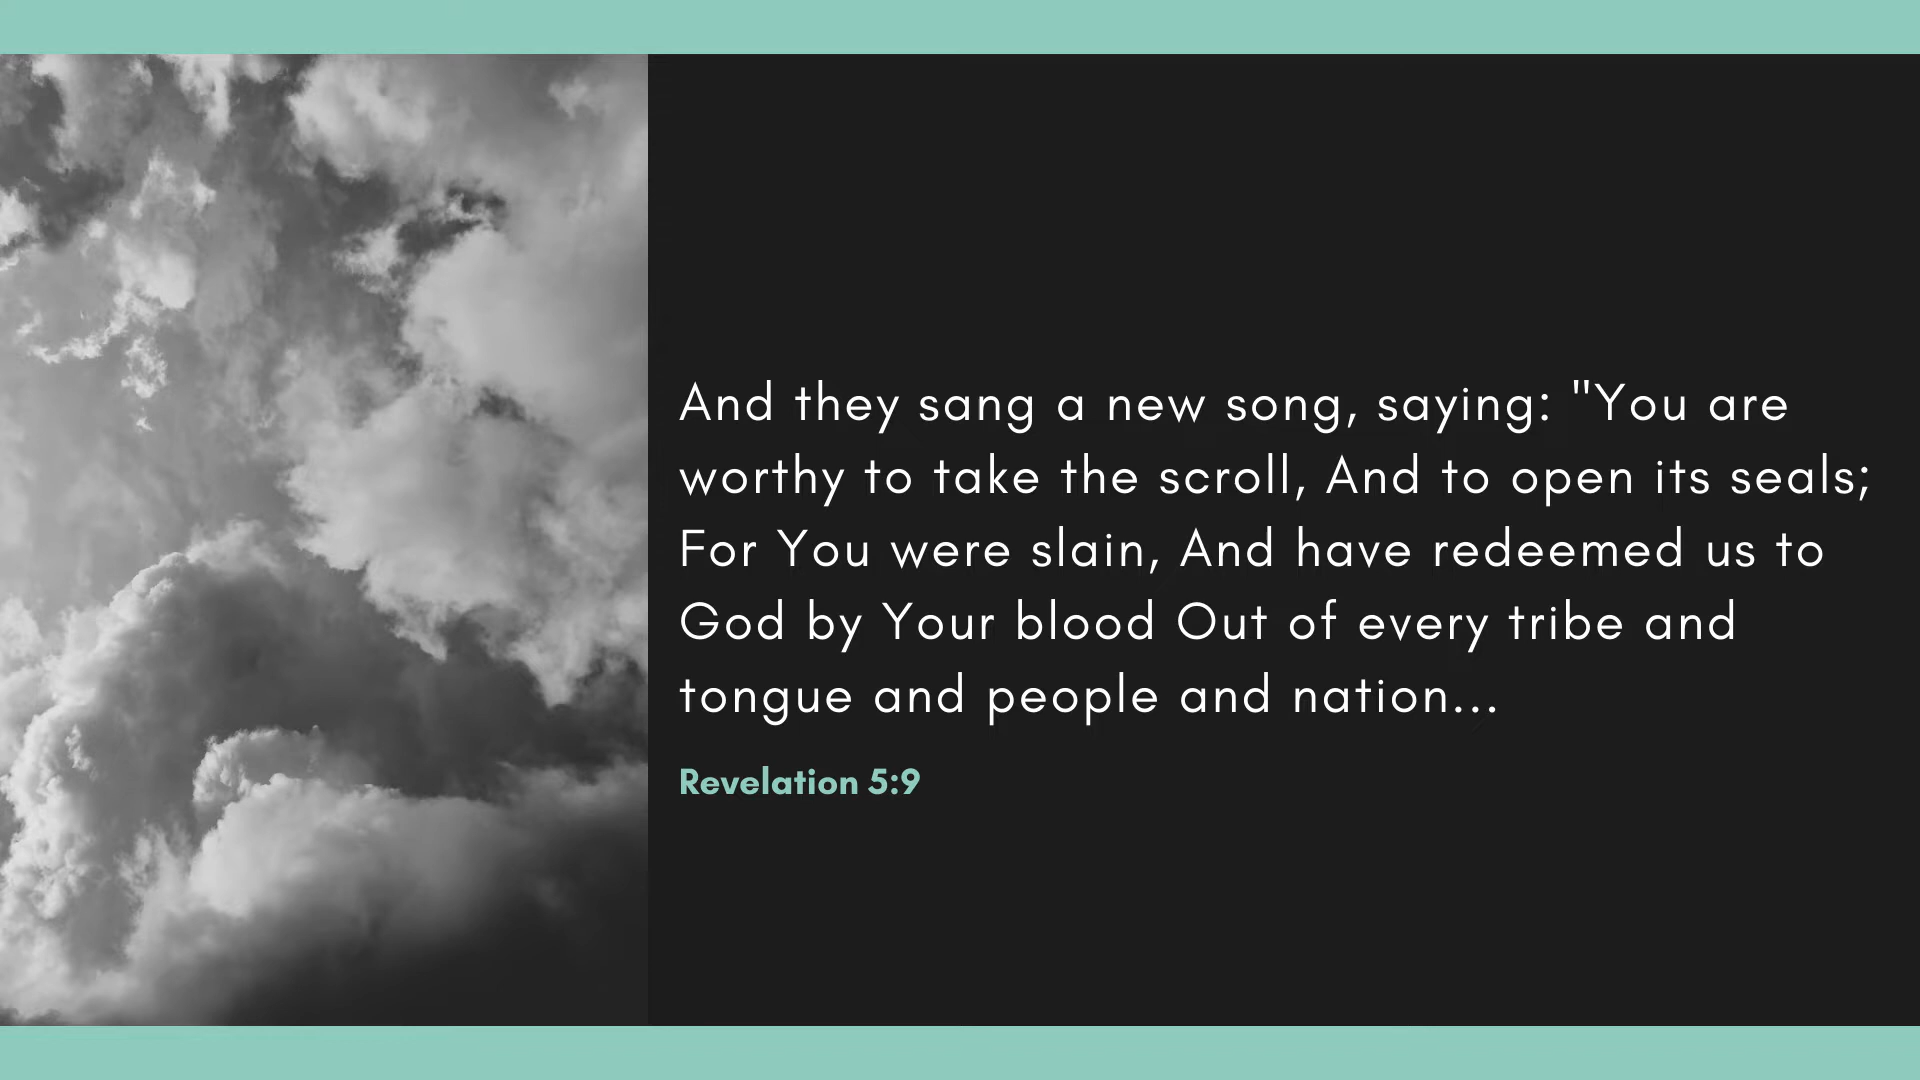 And they sang a new song, saying: "You are
worthy to take the scroll, And to open its seals;
For You were slain, And have redeemed us to
God by Your blood Out of every tribe and
tongue and people and nation...
Revelation 5:9